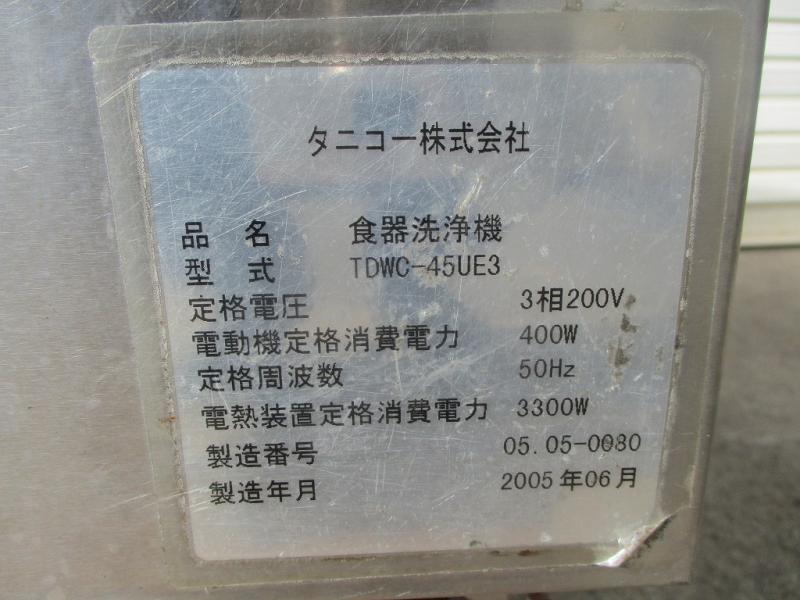 タニコー株式会社
品 名 食器洗浄機
型 式 TDWC-45UE3
定格電圧 3相200V
電動機定格消費電力 400W
定格周波数 50Hz
電熱装置定格消費電力 3300W
製造番号 05.05-0080
製造年月 2005年06月